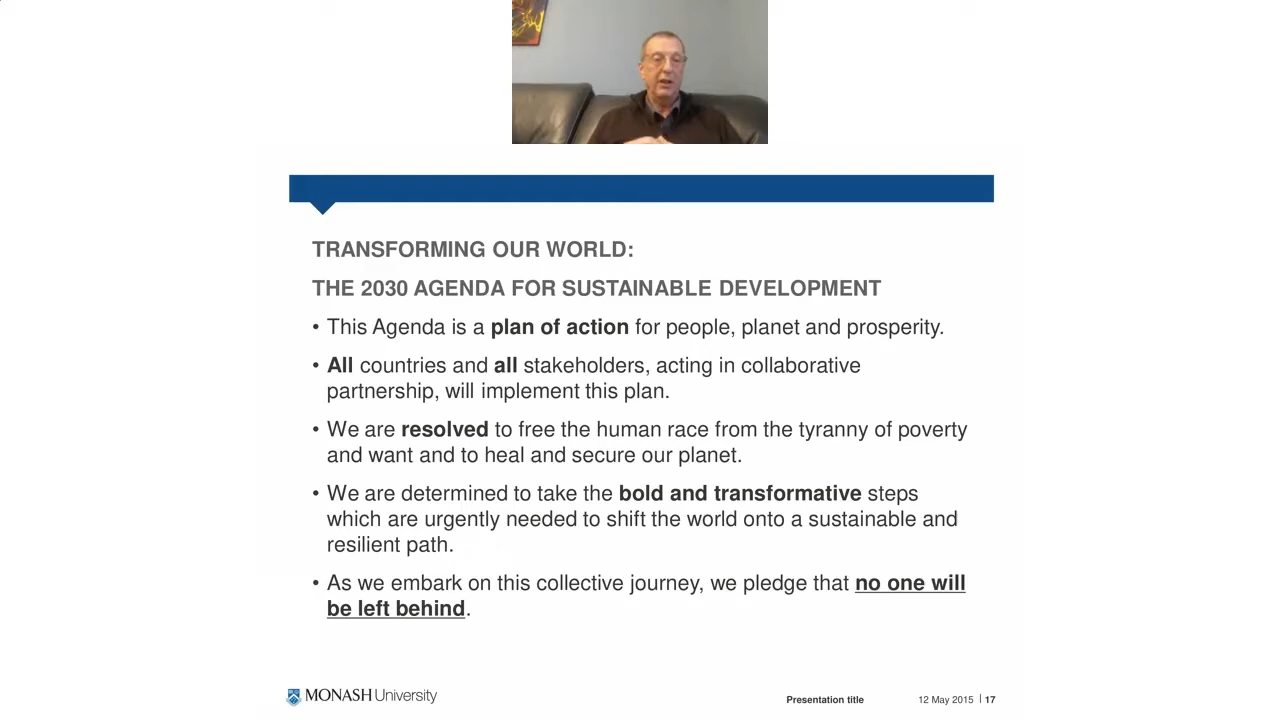 TRANSFORMING OUR WORLD:
THE 2030 AGENDA FOR SUSTAINABLE DEVELOPMENT
• This Agenda is a plan of action for people, planet and prosperity.
• All countries and all stakeholders, acting in collaborative
partnership, will implement this plan.
• We are resolved to free the human race from the tyranny of poverty
and want and to heal and secure our planet.
• We are determined to take the bold and transformative steps
which are urgently needed to shift the world onto a sustainable and
resilient path.
• As we embark on this collective journey, we pledge that no one will
be left behind.
MONASH University
Presentation title 12 May 2015 | 17